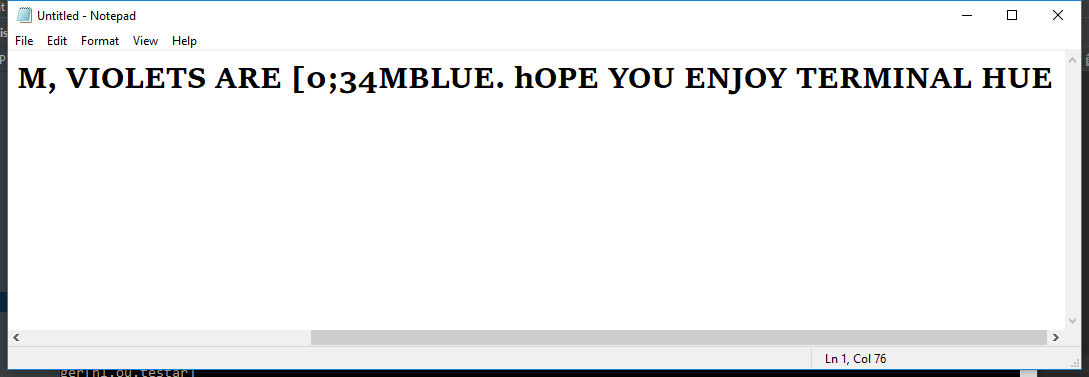 Untitled - Notepad
File Edit Format View Help
M, VIOLETS ARE [0;34MBLUE. hOPE YOU ENJOY TERMINAL HUE
Ln 1, Col 76